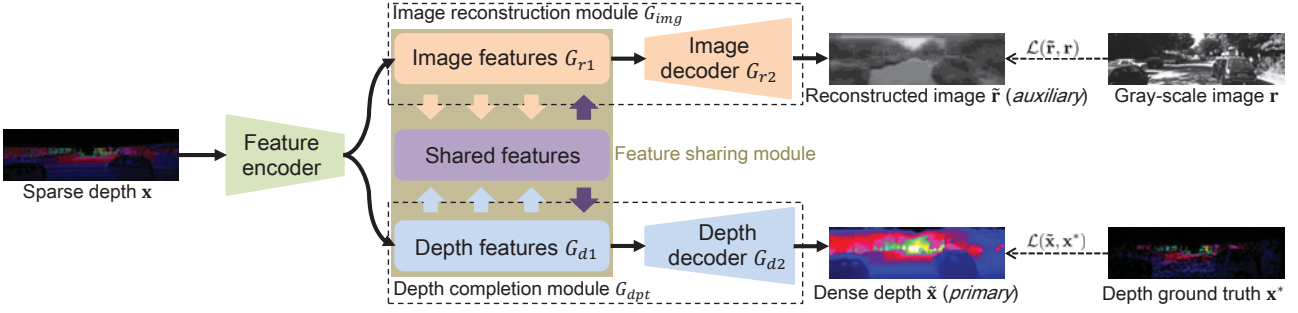 Image reconstruction module G_img
Image features G_r1
Image decoder G_r2
ℒ(r̃, r)
Reconstructed image r̃ (auxiliary)
Gray-scale image r
Feature encoder
Shared features
Feature sharing module
Sparse depth x
Depth features G_d1
Depth decoder G_d2
ℒ(x̃, x*)
Depth completion module G_dpt
Dense depth x̃ (primary)
Depth ground truth x*